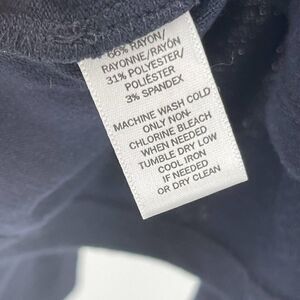 66% RAYON/
RAYONNE/RAYÓN
31% POLYESTER/
POLIÉSTER
3% SPANDEX
MACHINE WASH COLD
ONLY NON-
CHLORINE BLEACH
WHEN NEEDED
TUMBLE DRY LOW
COOL IRON
IF NEEDED
OR DRY CLEAN